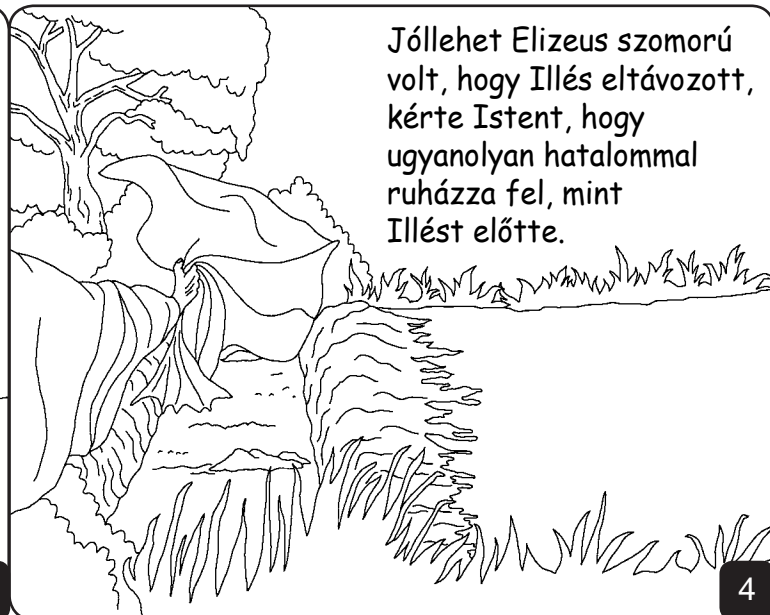 Jóllehet Elizeus szomorú
volt, hogy Illés eltávozott,
kérte Istent, hogy
ugyanolyan hatalommal
ruházza fel, mint
Illést előtte.
4